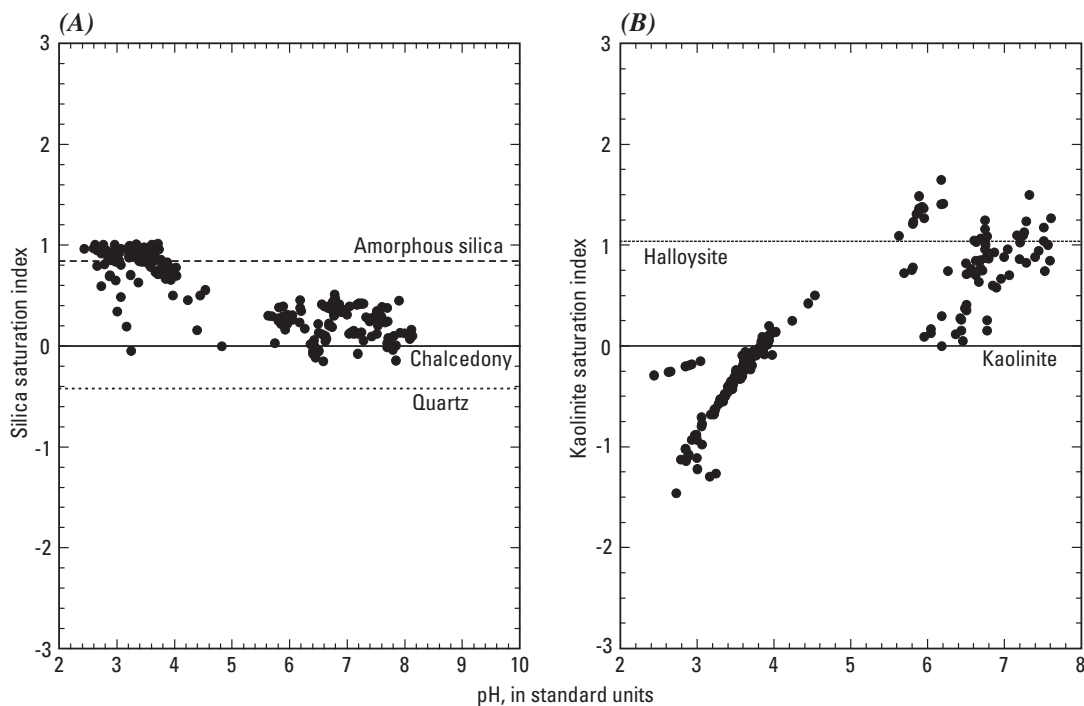 (A)
3
2
1
0
-1
-2
-3
2 3 4 5 6 7 8 9 10
Silica saturation index
Amorphous silica
Chalcedony
Quartz
(B)
3
2
1
0
-1
-2
-3
2 3 4 5 6 7 8
Kaolinite saturation index
Halloysite
Kaolinite
pH, in standard units